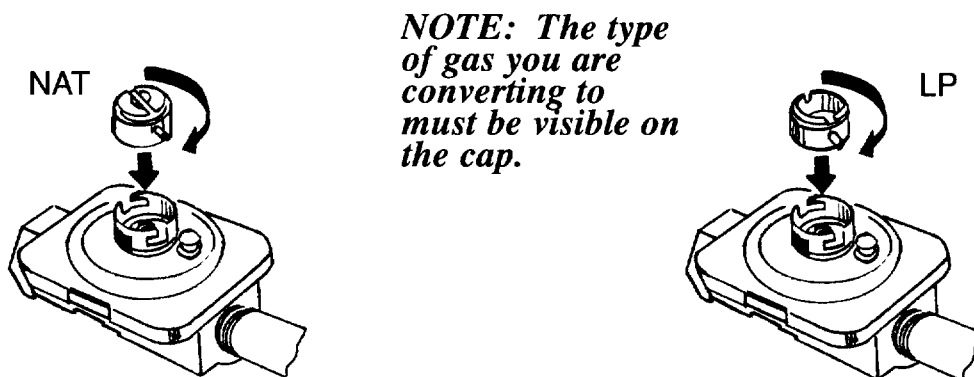 NAT
NOTE: The type
of gas you are
converting to
must be visible on
the cap.
LP